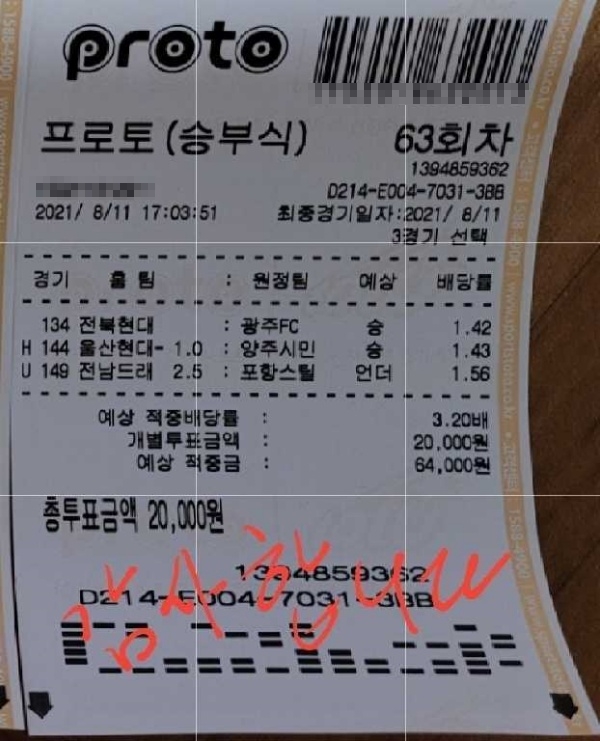 proto
프로토(승부식) 63회차
1394859362
D214-E004-7031-3BB
2021/ 8/11 17:03:51 최종경기일자:2021/ 8/11
3경기 선택
경기 홈 팀 : 원정팀 예상 배당률
134 전북현대 : 광주FC 승 1.42
H 144 울산현대- 1.0 : 양주시민 승 1.43
U 149 전남드래 2.5 : 포항스틸 언더 1.56
예상 적중배당률 : 3.20배
개별투표금액 : 20,000원
예상 적중금 : 64,000원
총투표금액 20,000원
감사합니다
1394859362
D214-E004-7031-3BB